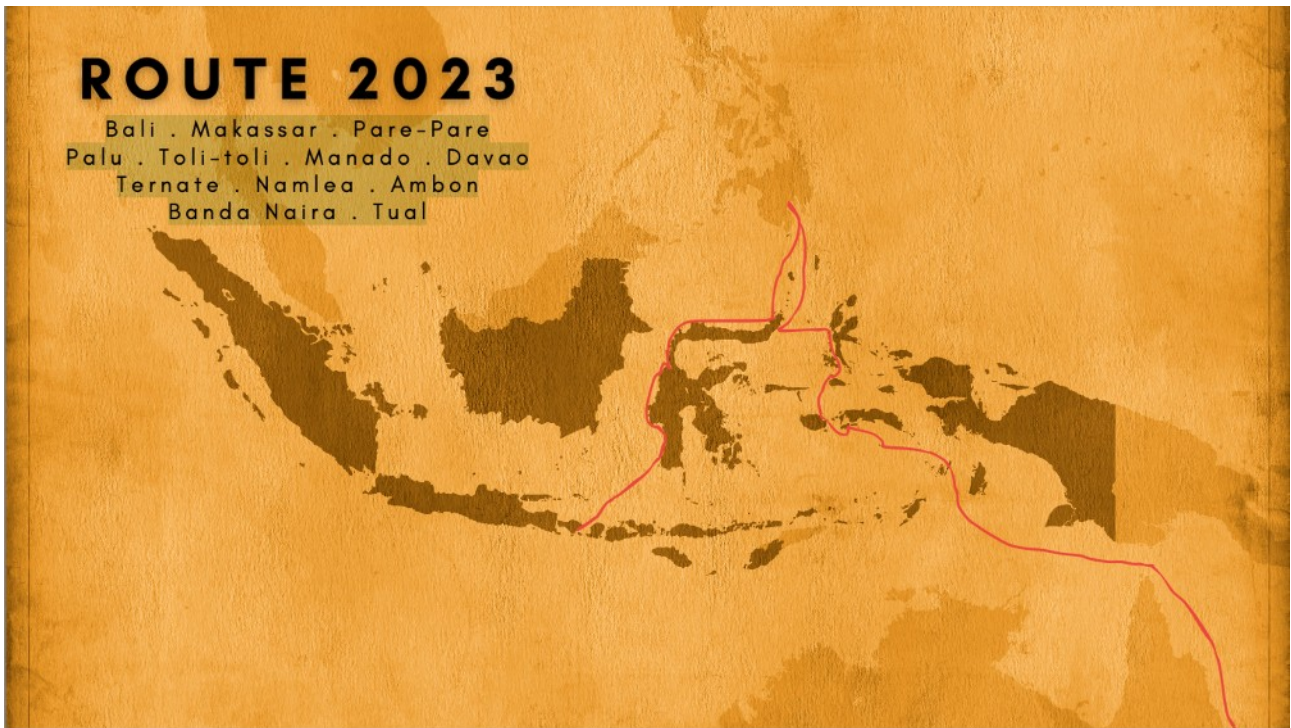 ROUTE 2023
Bali . Makassar . Pare-Pare
Palu . Toli-toli . Manado . Davao
Ternate . Namlea . Ambon
Banda Naira . Tual